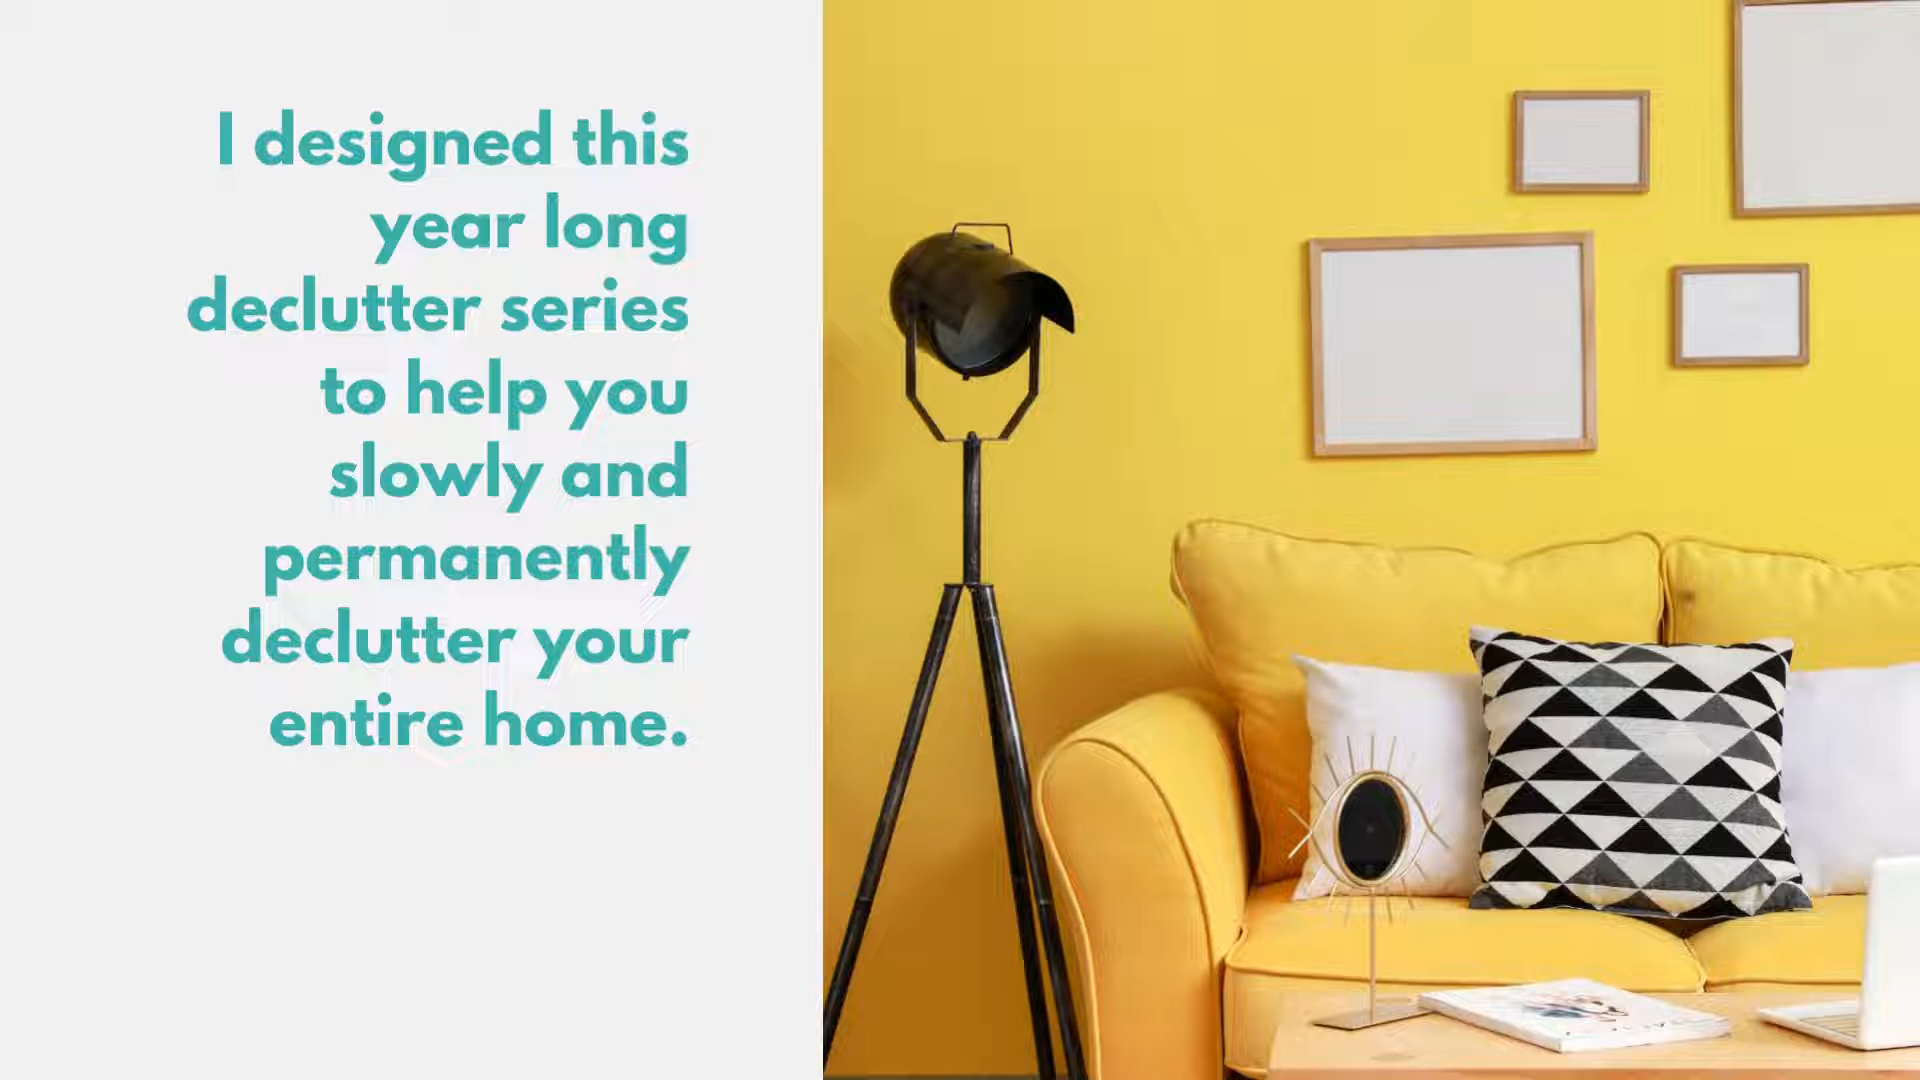 I designed this
year long
declutter series
to help you
slowly and
permanently
declutter your
entire home.